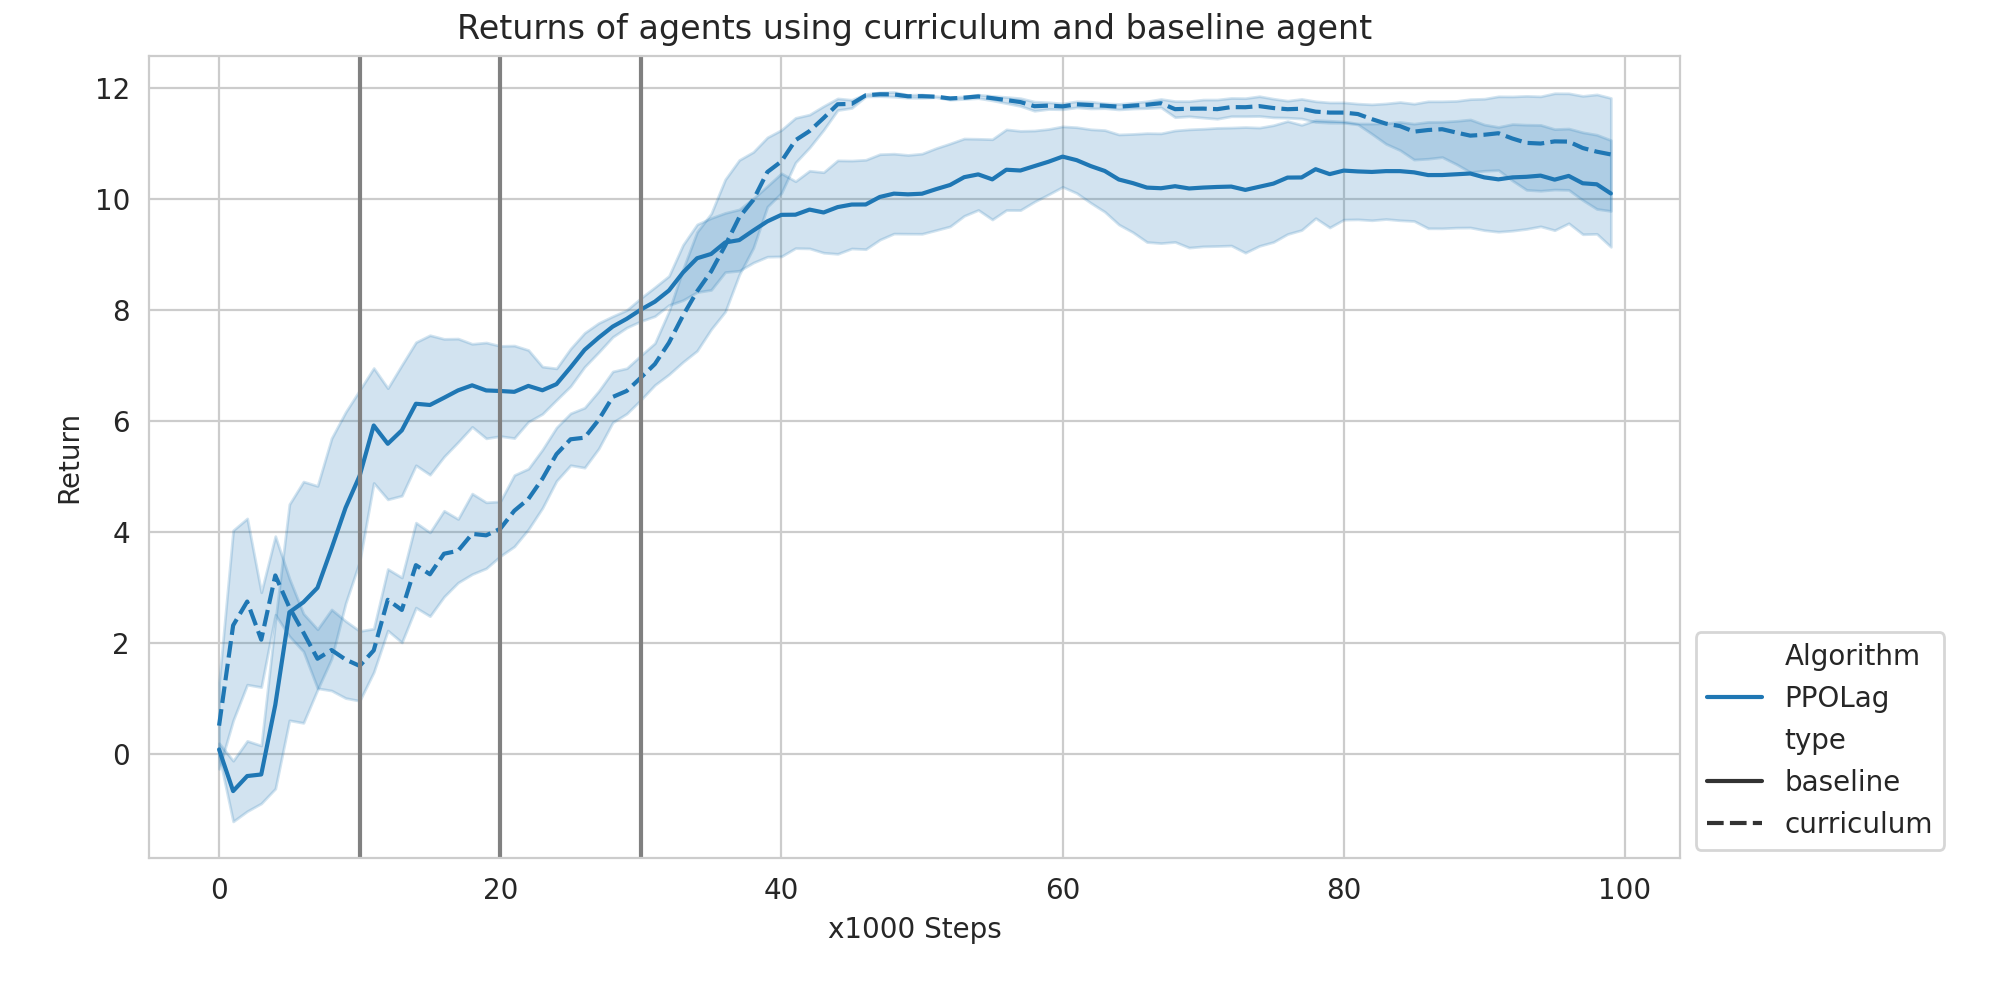 Returns of agents using curriculum and baseline agent
12
10
8
6
4
2
0
Return
0 20 40 60 80 100
x1000 Steps
Algorithm
PPOLag
type
baseline
curriculum